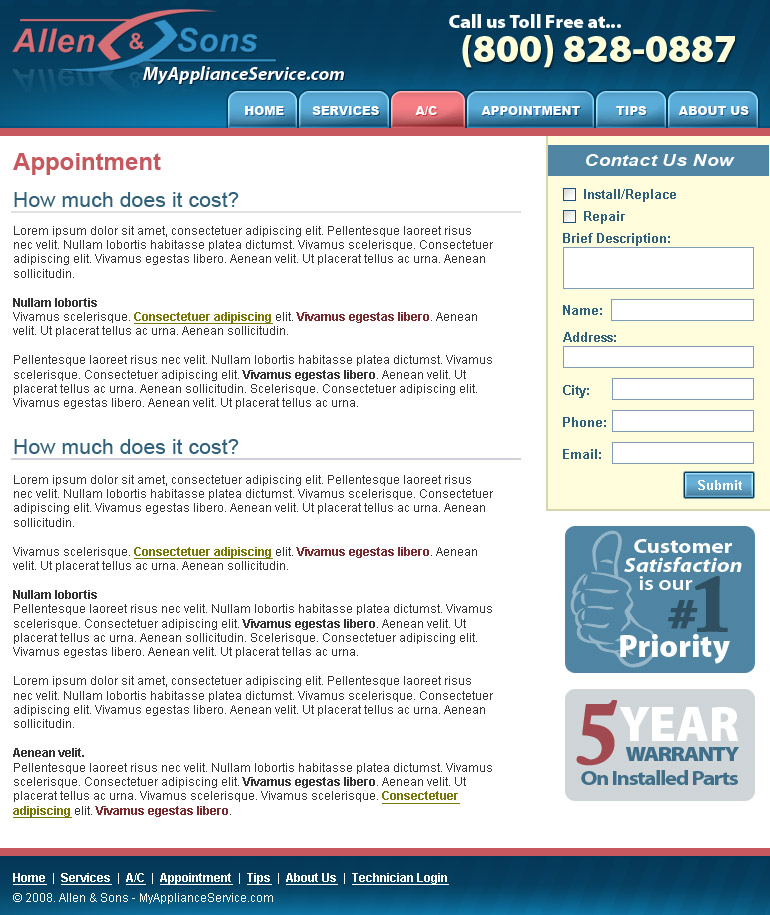 Allen & Sons
MyApplianceService.com
Call us Toll Free at...
(800) 828-0887
HOME
SERVICES
A/C
APPOINTMENT
TIPS
ABOUT US
Appointment
How much does it cost?
Lorem ipsum dolor sit amet, consectetuer adipiscing elit. Pellentesque laoreet risus
nec velit. Nullam lobortis habitasse platea dictumst. Vivamus scelerisque. Consectetuer
adipiscing elit. Vivamus egestas libero. Aenean velit. Ut placerat tellus ac urna. Aenean
sollicitudin.
Nullam lobortis
Vivamus scelerisque. Consectetuer adipiscing elit. Vivamus egestas libero. Aenean
velit. Ut placerat tellus ac urna. Aenean sollicitudin.
Pellentesque laoreet risus nec velit. Nullam lobortis habitasse platea dictumst. Vivamus
scelerisque. Consectetuer adipiscing elit. Vivamus egestas libero. Aenean velit. Ut
placerat tellus ac urna. Aenean sollicitudin. Scelerisque. Consectetuer adipiscing elit.
Vivamus egestas libero. Aenean velit. Ut placerat tellus ac urna.
How much does it cost?
Lorem ipsum dolor sit amet, consectetuer adipiscing elit. Pellentesque laoreet risus
nec velit. Nullam lobortis habitasse platea dictumst. Vivamus scelerisque. Consectetuer
adipiscing elit. Vivamus egestas libero. Aenean velit. Ut placerat tellus ac urna. Aenean
sollicitudin.
Vivamus scelerisque. Consectetuer adipiscing elit. Vivamus egestas libero. Aenean
velit. Ut placerat tellus ac urna. Aenean sollicitudin.
Nullam lobortis
Pellentesque laoreet risus nec velit. Nullam lobortis habitasse platea dictumst. Vivamus
scelerisque. Consectetuer adipiscing elit. Vivamus egestas libero. Aenean velit. Ut
placerat tellus ac urna. Aenean sollicitudin. Scelerisque. Consectetuer adipiscing elit.
Vivamus egestas libero. Aenean velit. Ut placerat tellus ac urna.
Lorem ipsum dolor sit amet, consectetuer adipiscing elit. Pellentesque laoreet risus
nec velit. Nullam lobortis habitasse platea dictumst. Vivamus scelerisque. Consectetuer
adipiscing elit. Vivamus egestas libero. Aenean velit. Ut placerat tellus ac urna. Aenean
sollicitudin.
Aenean velit.
Pellentesque laoreet risus nec velit. Nullam lobortis habitasse platea dictumst. Vivamus
scelerisque. Consectetuer adipiscing elit. Vivamus egestas libero. Aenean velit. Ut
placerat tellus ac urna. Vivamus scelerisque. Vivamus scelerisque. Consectetuer
adipiscing elit. Vivamus egestas libero.
Contact Us Now
Install/Replace
Repair
Brief Description:
Name:
Address:
City:
Phone:
Email:
Submit
Customer
Satisfaction
is our
#1
Priority
5 YEAR
WARRANTY
On Installed Parts
Home | Services | A/C | Appointment | Tips | About Us | Technician Login
© 2008. Allen & Sons - MyApplianceService.com